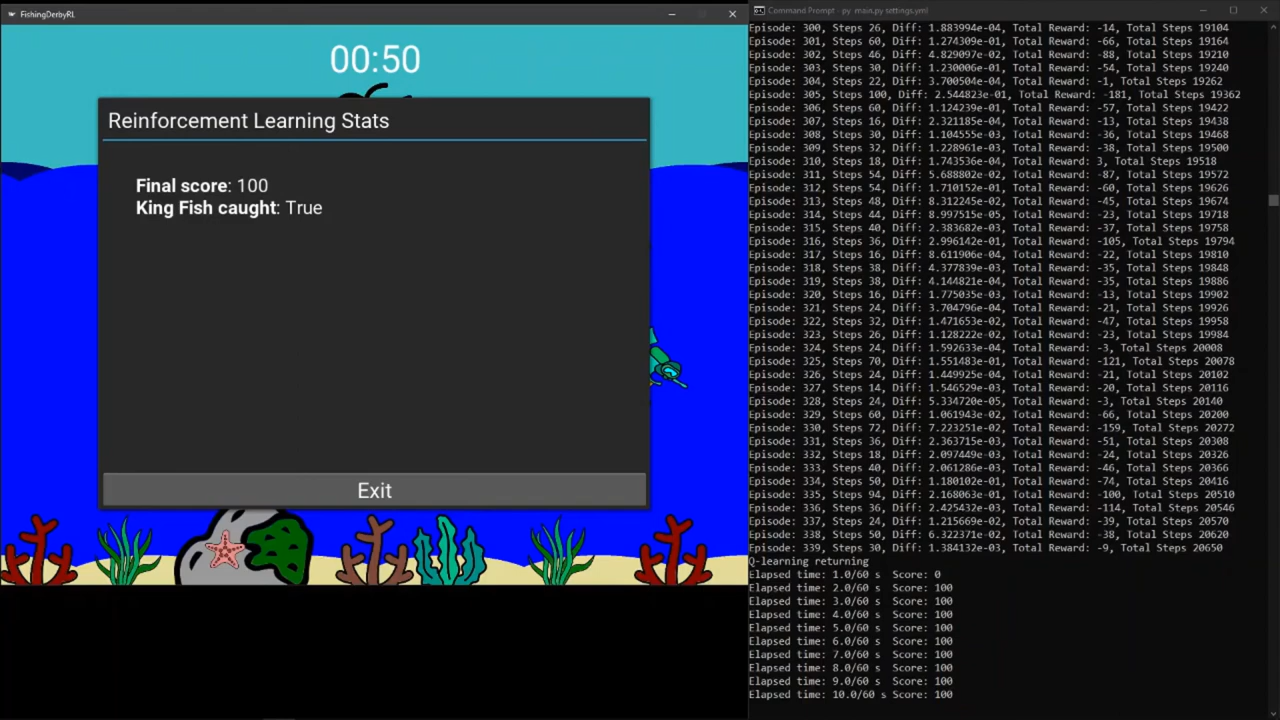 FishingDerbyRL
00:50
Reinforcement Learning Stats
Final score: 100
King Fish caught: True
Exit
Command Prompt - py main.py settings.yml
Episode: 300, Steps 26, Diff: 1.883994e-04, Total Reward: -14, Total Steps 19104
Episode: 301, Steps 60, Diff: 1.274309e-01, Total Reward: -66, Total Steps 19164
Episode: 302, Steps 46, Diff: 4.829097e-02, Total Reward: -88, Total Steps 19210
Episode: 303, Steps 30, Diff: 1.230006e-01, Total Reward: -54, Total Steps 19240
Episode: 304, Steps 22, Diff: 3.700504e-04, Total Reward: -1, Total Steps 19262
Episode: 305, Steps 100, Diff: 2.544823e-01, Total Reward: -181, Total Steps 19362
Episode: 306, Steps 60, Diff: 1.124239e-01, Total Reward: -57, Total Steps 19422
Episode: 307, Steps 16, Diff: 2.321185e-04, Total Reward: -13, Total Steps 19438
Episode: 308, Steps 30, Diff: 1.104555e-03, Total Reward: -36, Total Steps 19468
Episode: 309, Steps 32, Diff: 1.228961e-03, Total Reward: -38, Total Steps 19500
Episode: 310, Steps 18, Diff: 1.743536e-04, Total Reward: 3, Total Steps 19518
Episode: 311, Steps 54, Diff: 5.688802e-02, Total Reward: -87, Total Steps 19572
Episode: 312, Steps 54, Diff: 1.710152e-01, Total Reward: -60, Total Steps 19626
Episode: 313, Steps 48, Diff: 8.312245e-02, Total Reward: -45, Total Steps 19674
Episode: 314, Steps 44, Diff: 8.997515e-05, Total Reward: -23, Total Steps 19718
Episode: 315, Steps 40, Diff: 2.383682e-03, Total Reward: -37, Total Steps 19758
Episode: 316, Steps 36, Diff: 2.996142e-01, Total Reward: -105, Total Steps 19794
Episode: 317, Steps 16, Diff: 8.611906e-04, Total Reward: -22, Total Steps 19810
Episode: 318, Steps 38, Diff: 4.377839e-03, Total Reward: -35, Total Steps 19848
Episode: 319, Steps 38, Diff: 4.144821e-04, Total Reward: -35, Total Steps 19886
Episode: 320, Steps 16, Diff: 1.775035e-03, Total Reward: -13, Total Steps 19902
Episode: 321, Steps 24, Diff: 3.704796e-04, Total Reward: -21, Total Steps 19926
Episode: 322, Steps 32, Diff: 1.471653e-02, Total Reward: -47, Total Steps 19958
Episode: 323, Steps 26, Diff: 1.128222e-02, Total Reward: -23, Total Steps 19984
Episode: 324, Steps 24, Diff: 1.592633e-04, Total Reward: -3, Total Steps 20008
Episode: 325, Steps 70, Diff: 1.551483e-01, Total Reward: -121, Total Steps 20078
Episode: 326, Steps 24, Diff: 1.449925e-04, Total Reward: -21, Total Steps 20102
Episode: 327, Steps 14, Diff: 1.546529e-03, Total Reward: -20, Total Steps 20116
Episode: 328, Steps 24, Diff: 5.334720e-05, Total Reward: -3, Total Steps 20140
Episode: 329, Steps 60, Diff: 1.061943e-02, Total Reward: -66, Total Steps 20200
Episode: 330, Steps 72, Diff: 7.223251e-01, Total Reward: -159, Total Steps 20272
Episode: 331, Steps 36, Diff: 2.363715e-03, Total Reward: -51, Total Steps 20308
Episode: 332, Steps 18, Diff: 2.097449e-02, Total Reward: -24, Total Steps 20326
Episode: 333, Steps 40, Diff: 2.061286e-03, Total Reward: -46, Total Steps 20366
Episode: 334, Steps 50, Diff: 1.180102e-01, Total Reward: -74, Total Steps 20416
Episode: 335, Steps 94, Diff: 2.168063e-01, Total Reward: -100, Total Steps 20510
Episode: 336, Steps 36, Diff: 2.425432e-03, Total Reward: -114, Total Steps 20546
Episode: 337, Steps 24, Diff: 1.215669e-02, Total Reward: -39, Total Steps 20570
Episode: 338, Steps 50, Diff: 6.322371e-02, Total Reward: -38, Total Steps 20620
Episode: 339, Steps 30, Diff: 1.384132e-03, Total Reward: -9, Total Steps 20650
Q-learning returning
Elapsed time: 1.0/60 s Score: 0
Elapsed time: 2.0/60 s Score: 100
Elapsed time: 3.0/60 s Score: 100
Elapsed time: 4.0/60 s Score: 100
Elapsed time: 5.0/60 s Score: 100
Elapsed time: 6.0/60 s Score: 100
Elapsed time: 7.0/60 s Score: 100
Elapsed time: 8.0/60 s Score: 100
Elapsed time: 9.0/60 s Score: 100
Elapsed time: 10.0/60 s Score: 100